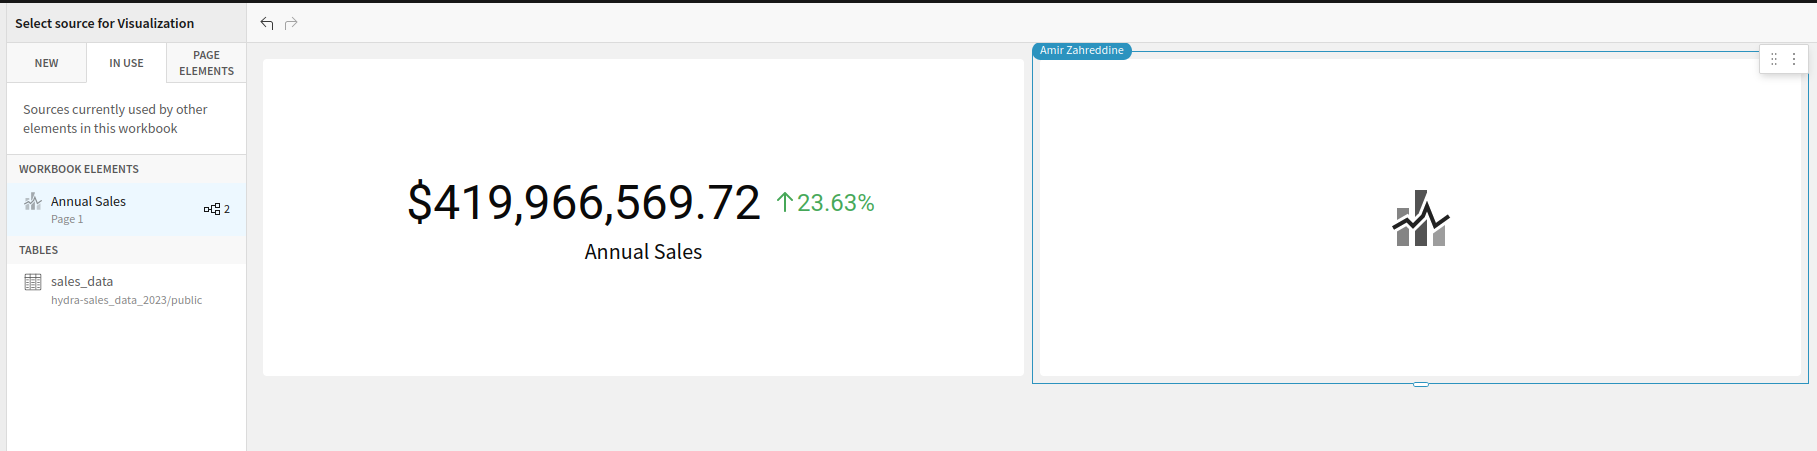 Select source for Visualization
NEW
IN USE
PAGE
ELEMENTS
Sources currently used by other
elements in this workbook
WORKBOOK ELEMENTS
Annual Sales
2
Page 1
TABLES
sales_data
hydra-sales_data_2023/public
$419,966,569.72 ↑23.63%
Annual Sales
Amir Zahreddine